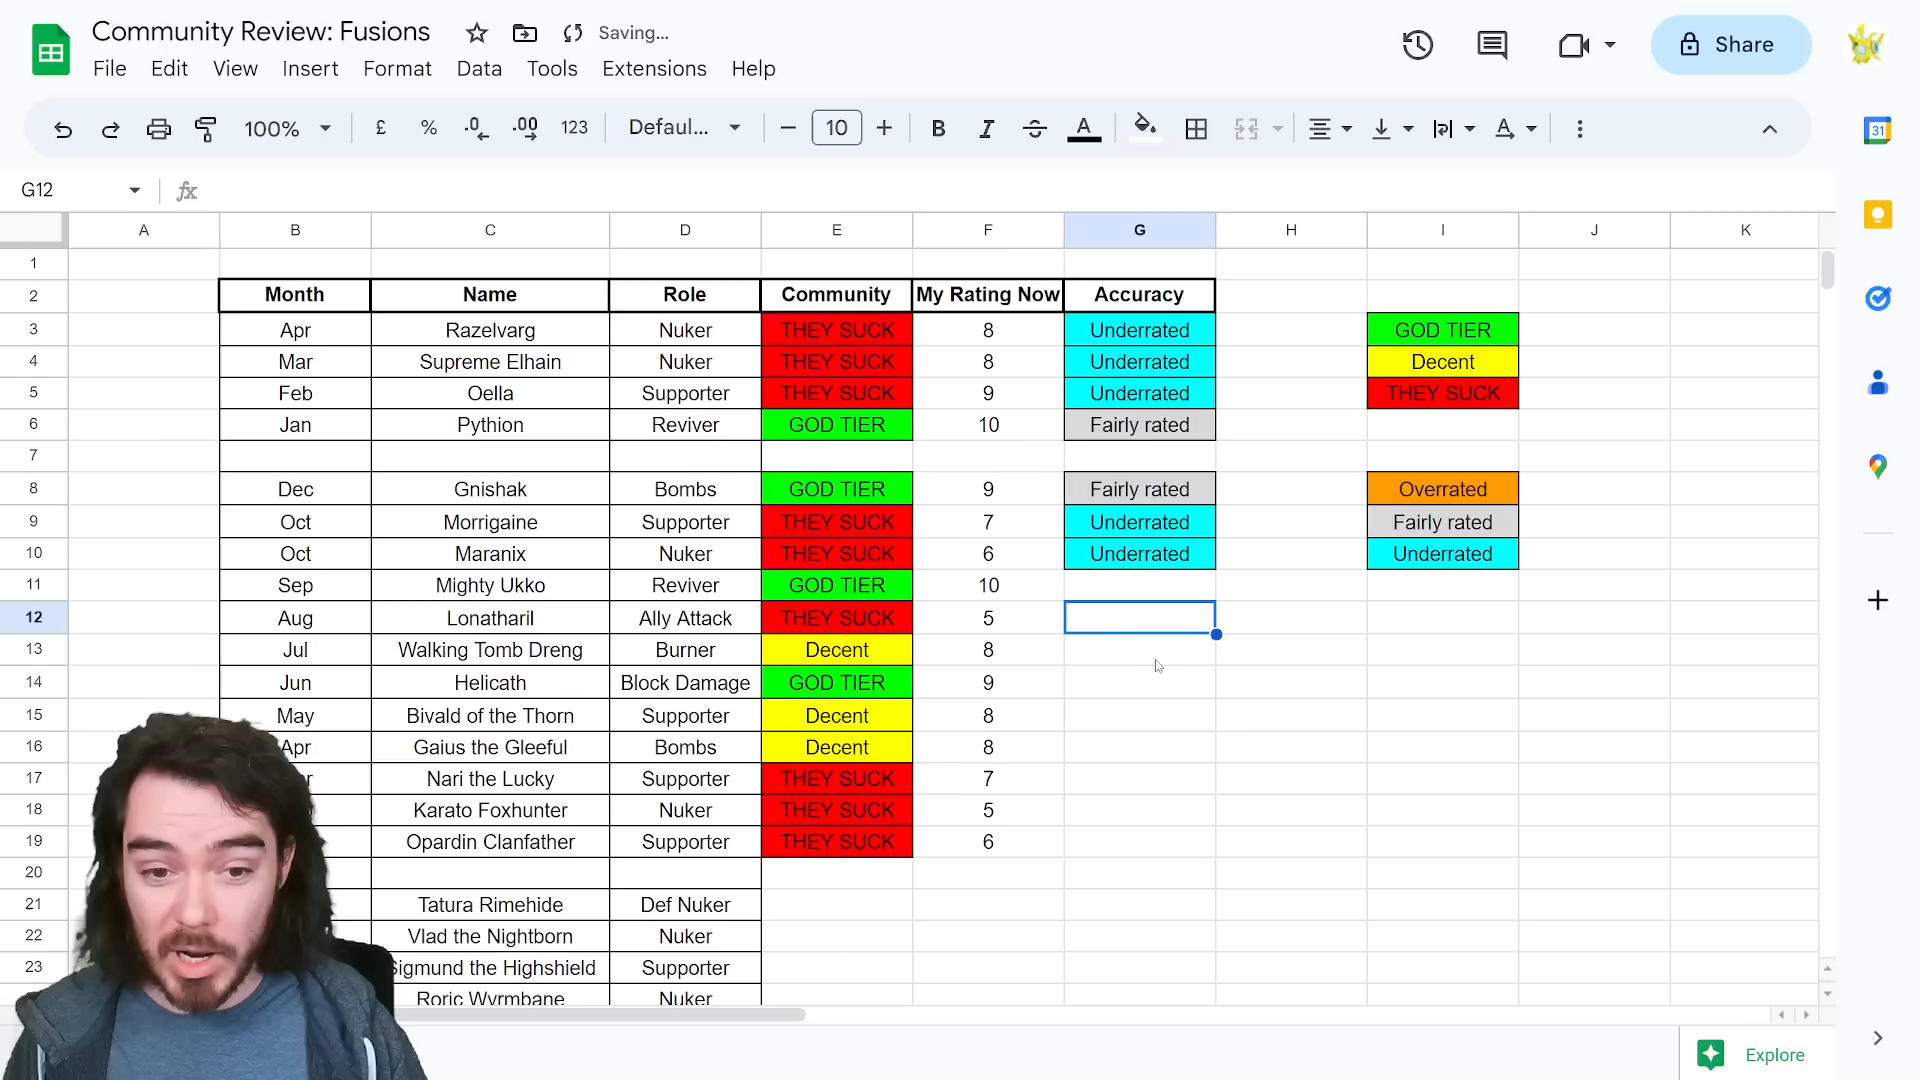 Community Review: Fusions Saving...
File Edit View Insert Format Data Tools Extensions Help
Share
100% £ % .0 .00 123 Defaul... 10 B I A
31
G12 fx
A B C D E F G H I J K
1
2 Month Name Role Community My Rating Now Accuracy
3 Apr Razelvarg Nuker THEY SUCK 8 Underrated GOD TIER
4 Mar Supreme Elhain Nuker THEY SUCK 8 Underrated Decent
5 Feb Oella Supporter THEY SUCK 9 Underrated THEY SUCK
6 Jan Pythion Reviver GOD TIER 10 Fairly rated
7
8 Dec Gnishak Bombs GOD TIER 9 Fairly rated Overrated
9 Oct Morrigaine Supporter THEY SUCK 7 Underrated Fairly rated
10 Oct Maranix Nuker THEY SUCK 6 Underrated Underrated
11 Sep Mighty Ukko Reviver GOD TIER 10
12 Aug Lonatharil Ally Attack THEY SUCK 5
13 Jul Walking Tomb Dreng Burner Decent 8
14 Jun Helicath Block Damage GOD TIER 9
15 May Bivald of the Thorn Supporter Decent 8
16 Apr Gaius the Gleeful Bombs Decent 8
17 Nari the Lucky Supporter THEY SUCK 7
18 Karato Foxhunter Nuker THEY SUCK 5
19 Opardin Clanfather Supporter THEY SUCK 6
20
21 Tatura Rimehide Def Nuker
22 Vlad the Nightborn Nuker
23 Sigmund the Highshield Supporter
Roric Wyrmbane Nuker
Explore